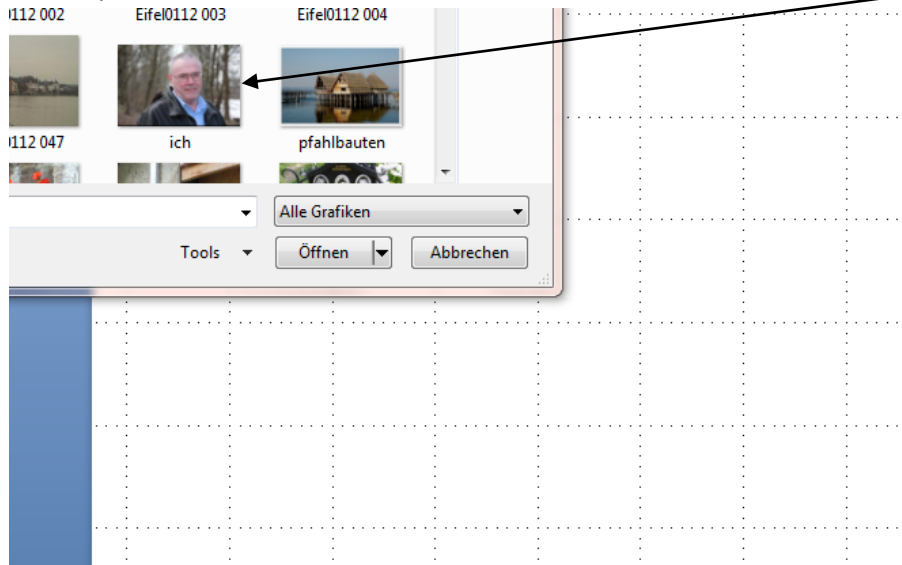 0112 002 Eifel0112 003 Eifel0112 004
0112 047 ich pfahlbauten
Alle Grafiken
Tools Öffnen Abbrechen